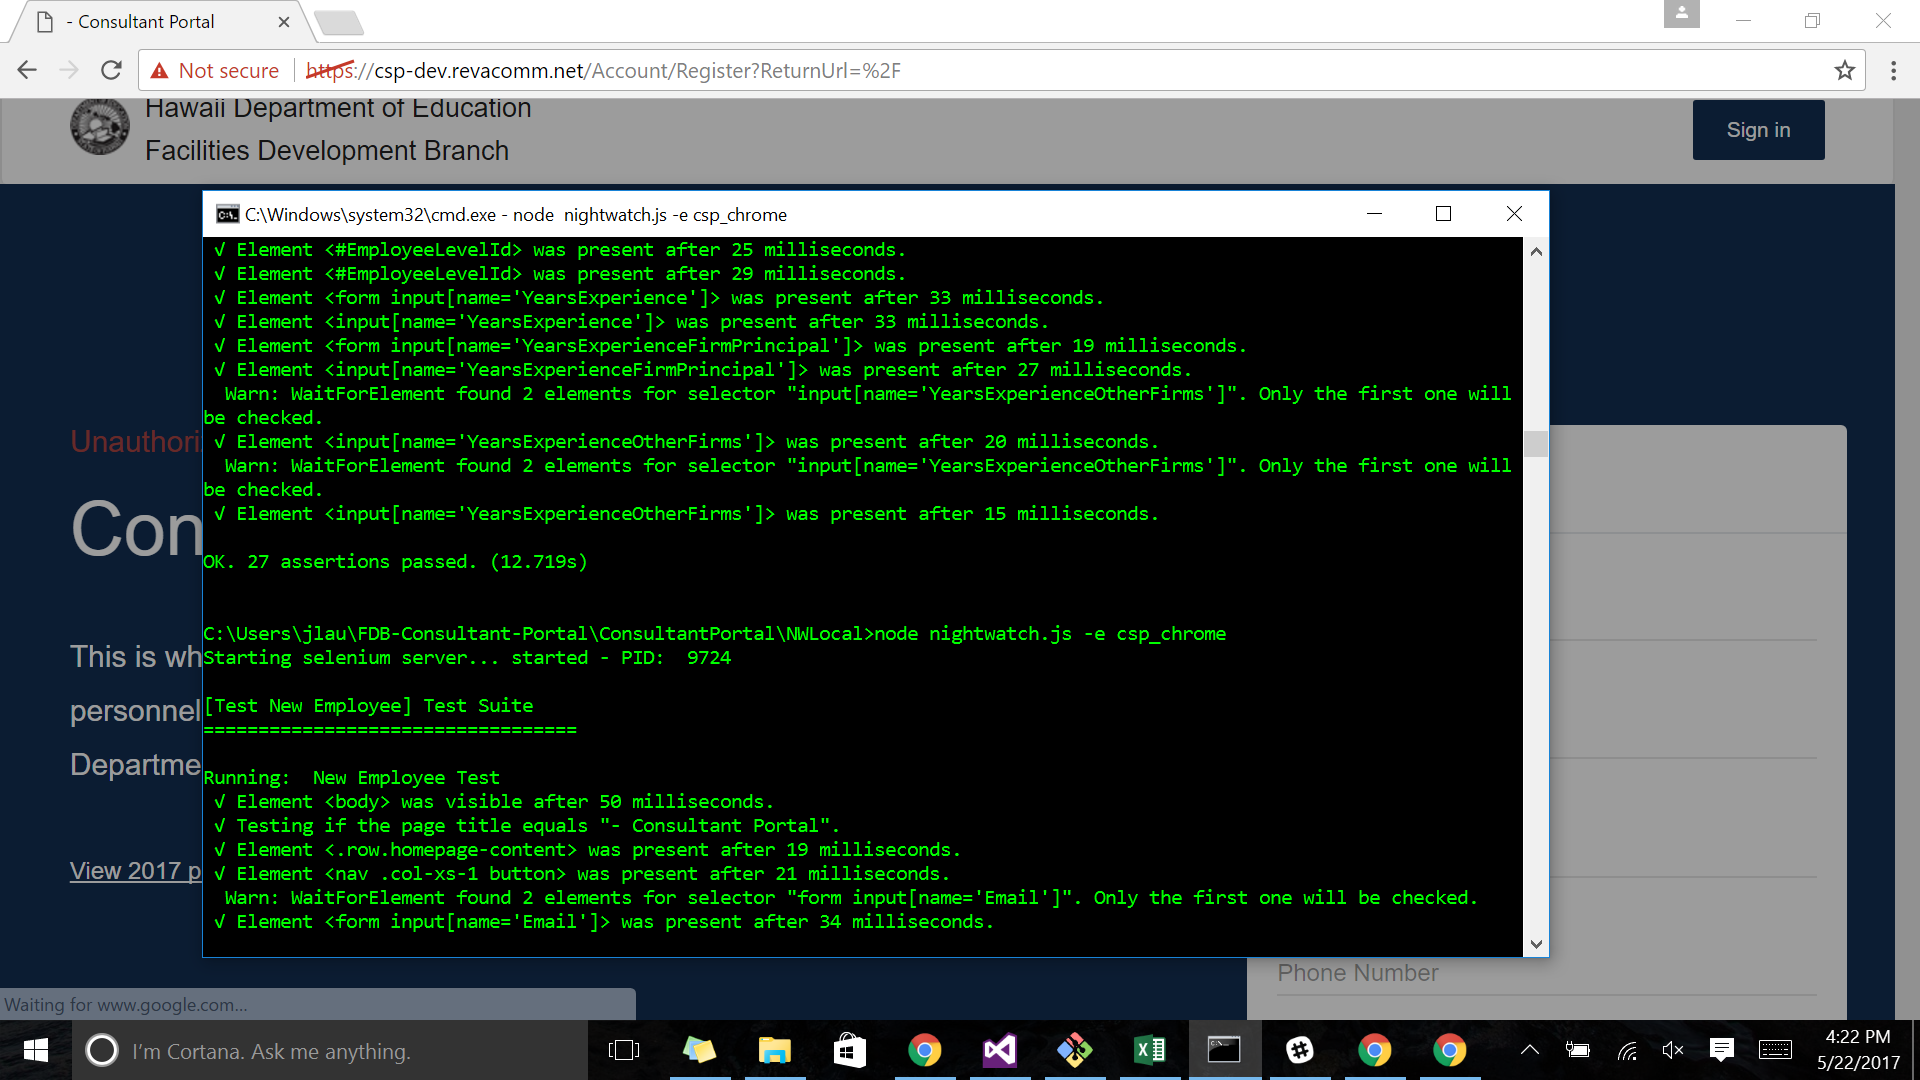 - Consultant Portal
Not secure
https://csp-dev.revacomm.net/Account/Register?ReturnUrl=%2F
Hawaii Department of Education
Facilities Development Branch
Sign in
C:\Windows\system32\cmd.exe - node  nightwatch.js -e csp_chrome
√ Element <#EmployeeLevelId> was present after 25 milliseconds.
√ Element <#EmployeeLevelId> was present after 29 milliseconds.
√ Element <form input[name='YearsExperience']> was present after 33 milliseconds.
√ Element <input[name='YearsExperience']> was present after 33 milliseconds.
√ Element <form input[name='YearsExperienceFirmPrincipal']> was present after 19 milliseconds.
√ Element <input[name='YearsExperienceFirmPrincipal']> was present after 27 milliseconds.
Warn: WaitForElement found 2 elements for selector "input[name='YearsExperienceOtherFirms']". Only the first one will
be checked.
√ Element <input[name='YearsExperienceOtherFirms']> was present after 20 milliseconds.
Warn: WaitForElement found 2 elements for selector "input[name='YearsExperienceOtherFirms']". Only the first one will
be checked.
√ Element <input[name='YearsExperienceOtherFirms']> was present after 15 milliseconds.
OK. 27 assertions passed. (12.719s)
C:\Users\jlau\FDB-Consultant-Portal\ConsultantPortal\NWLocal>node nightwatch.js -e csp_chrome
Starting selenium server... started - PID:  9724
[Test New Employee] Test Suite
==================================
Running:  New Employee Test
√ Element <body> was visible after 50 milliseconds.
√ Testing if the page title equals "- Consultant Portal".
√ Element <.row.homepage-content> was present after 19 milliseconds.
√ Element <nav .col-xs-1 button> was present after 21 milliseconds.
Warn: WaitForElement found 2 elements for selector "form input[name='Email']". Only the first one will be checked.
√ Element <form input[name='Email']> was present after 34 milliseconds.
Unauthori
Con
This is wh
personnel
Departme
View 2017 p
Phone Number
Waiting for www.google.com...
I'm Cortana. Ask me anything.
4:22 PM
5/22/2017